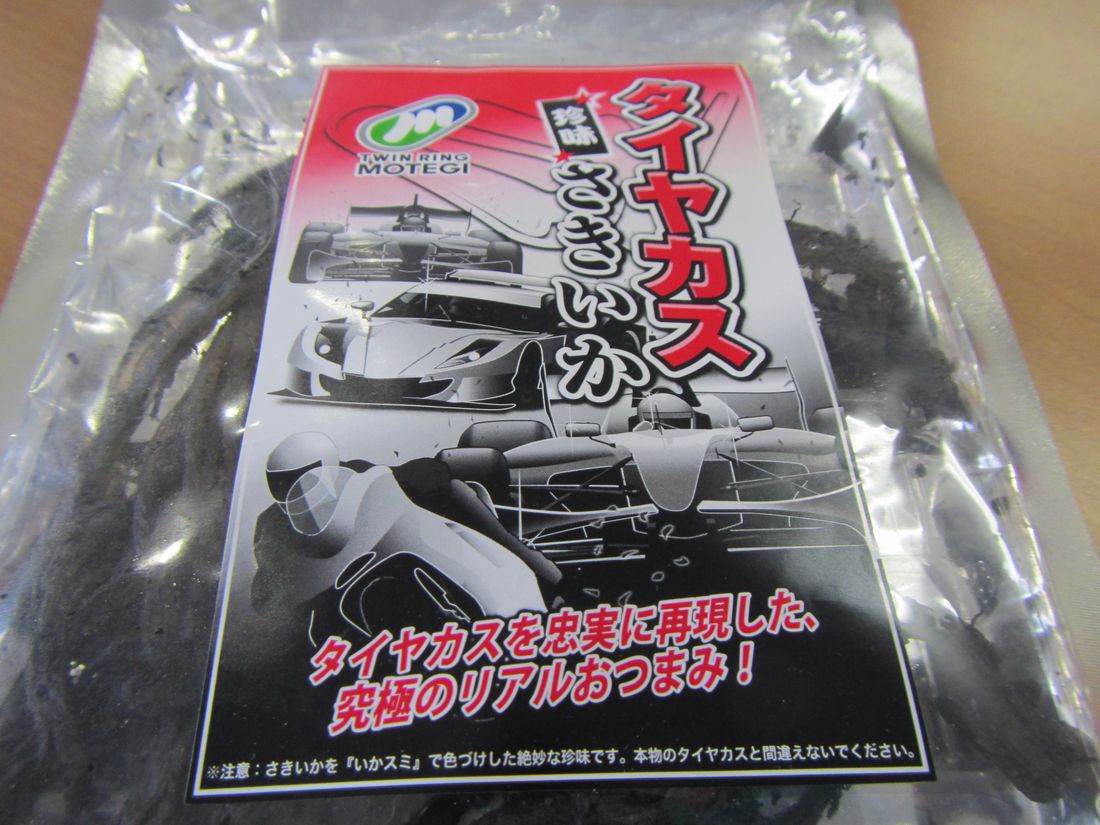 TWIN RING
MOTEGI
タイヤカス
珍味
さきいか
タイヤカスを忠実に再現した、
究極のリアルおつまみ！
※注意：さきいかを『いかスミ』で色づけした絶妙な珍味です。本物のタイヤカスと間違えないでください。